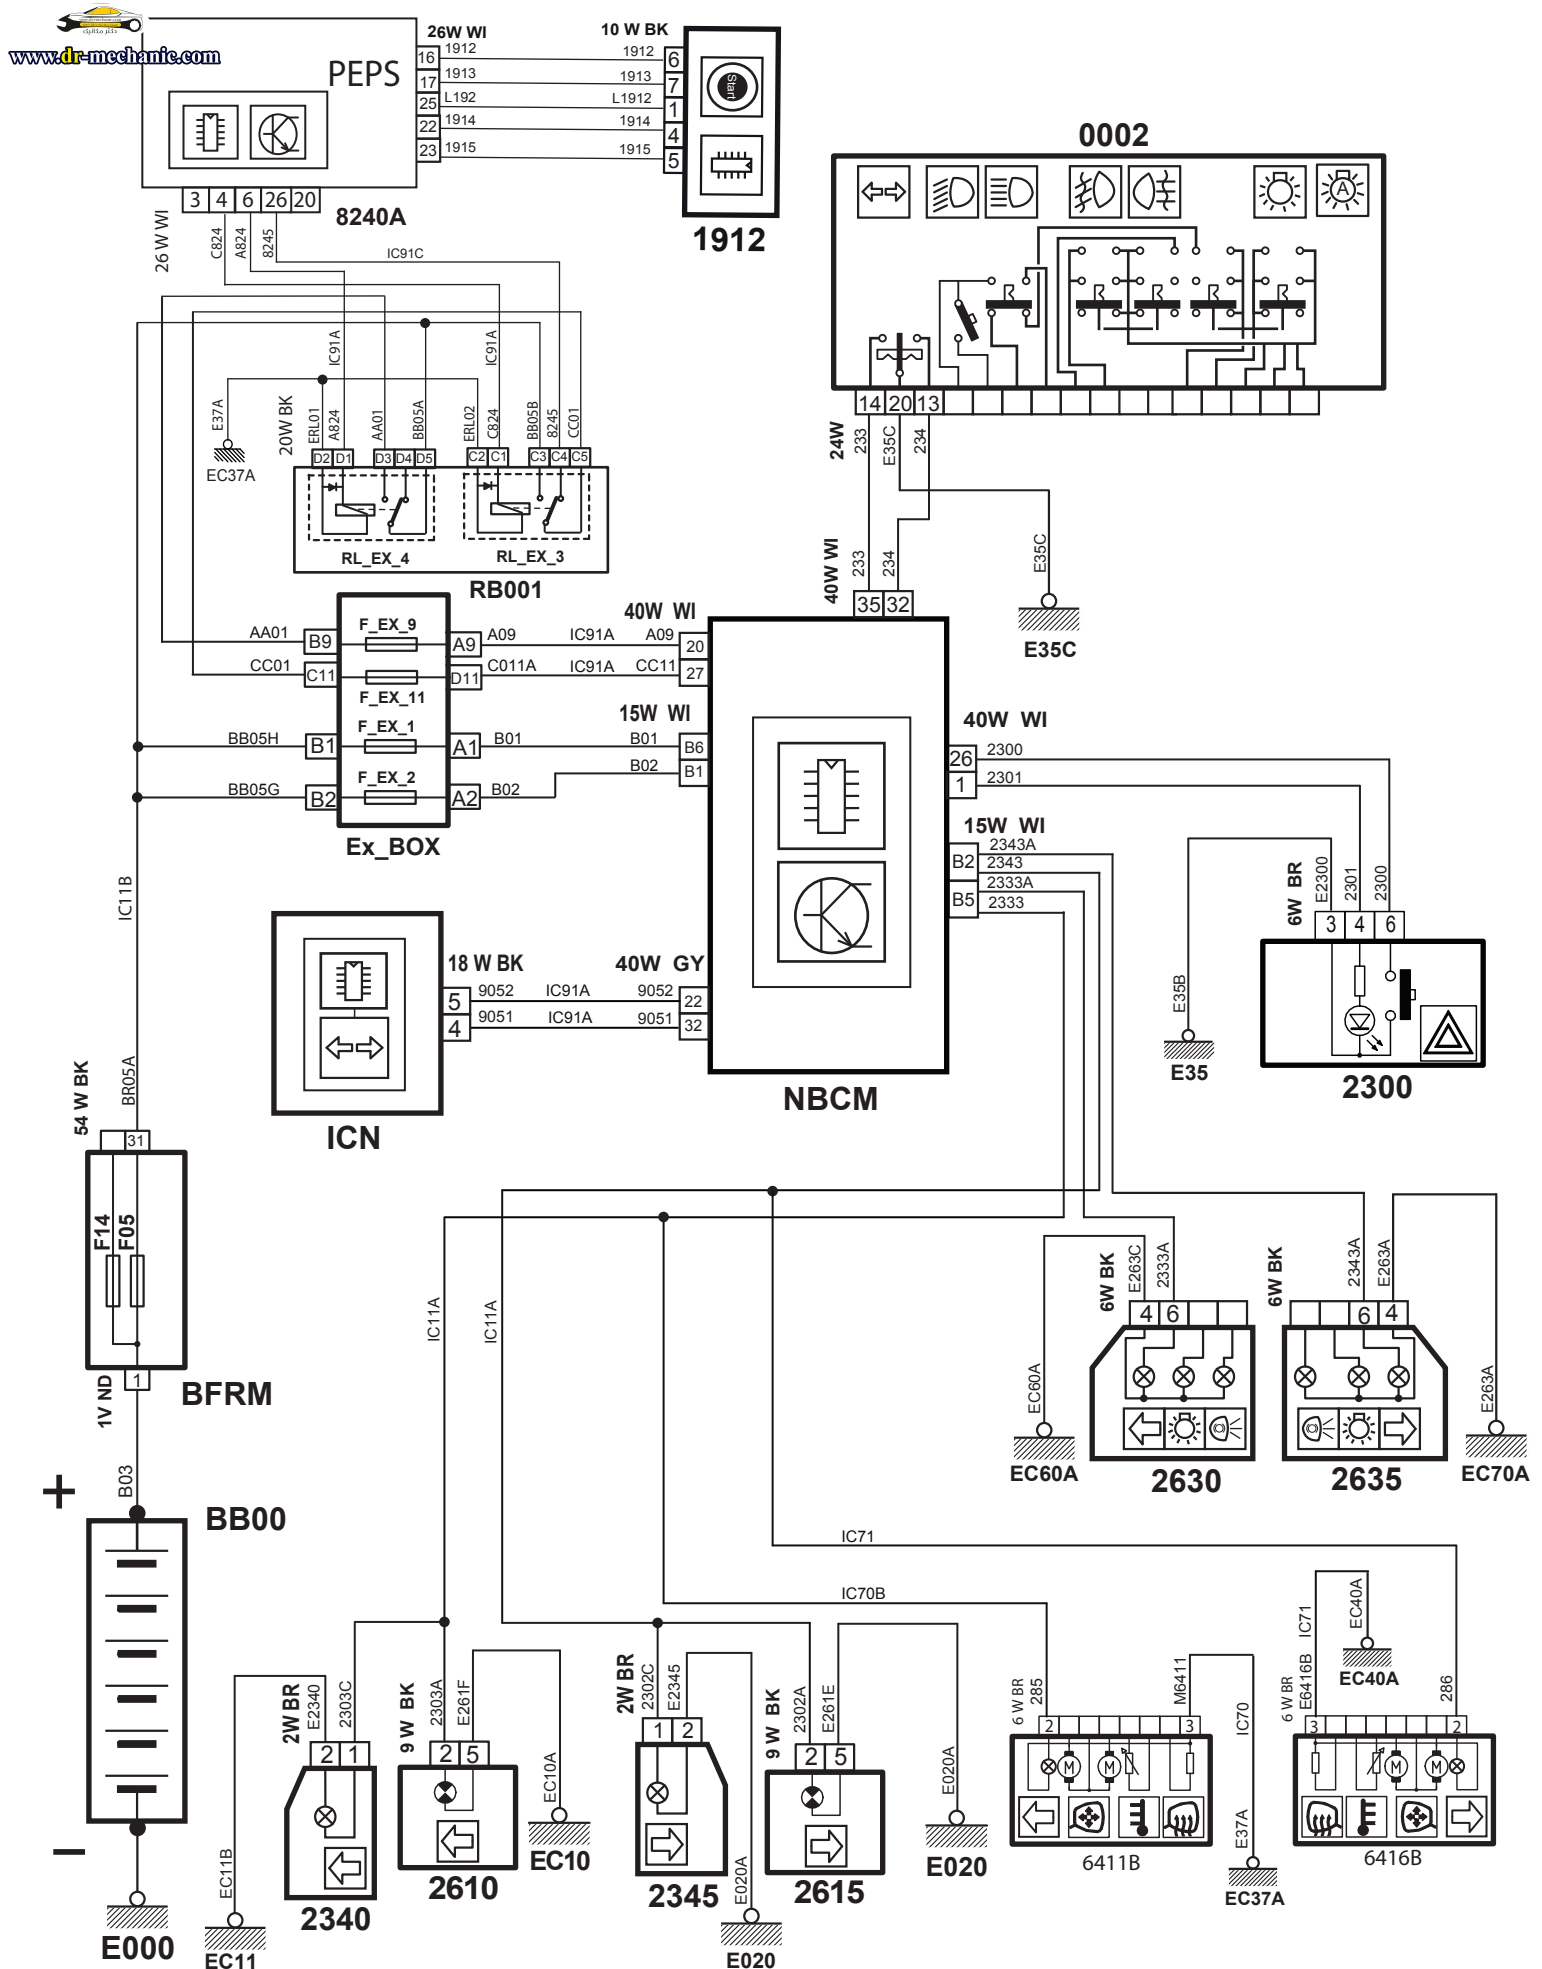 دکتر مکانیک
www.dr-mechanic.com
PEPS
26W WI
10 W BK
16 1912 1912 6
17 1913 1913 7
25 L192 L1912 1
22 1914 1914 4
23 1915 1915 5
Start
1912
3 4 6 26 20
8240A
26 W WI
C824
A824
8245
IC91C
0002
A
14 20 13
24W
233
E35C
234
40W WI
233
234
E35C
35 32
E35C
IC91A
IC91A
E37A
EC37A
20W BK
ERL01
A824
AA01
BB05A
ERL02
C824
BB05B
8245
CC01
D2 D1 D3 D4 D5
C2 C1 C3 C4 C5
RL_EX_4
RL_EX_3
RB001
40W WI
AA01 B9 F_EX_9 A9 A09 IC91A A09 20
CC01 C11 F_EX_11 D11 C011A IC91A CC11 27
15W WI
BB05H B1 F_EX_1 A1 B01 B01 B6
BB05G B2 F_EX_2 A2 B02 B02 B1
Ex_BOX
40W WI
26 2300
1 2301
15W WI
B2 2343A
2343
B5 2333A
2333
NBCM
IC11B
BR05A
18 W BK
40W GY
5 9052 IC91A 9052 22
4 9051 IC91A 9051 32
ICN
6W BR
E2300
2301
2300
3 4 6
E35B
E35
2300
54 W BK
31
F14
F05
1
1V ND
BFRM
B03
+
BB00
−
E000
IC11A
IC11A
6W BK
E263C
2333A
4 6
EC60A
EC60A
2630
6W BK
2343A
E263A
6 4
E263A
EC70A
2635
IC71
IC70B
2W BR
E2340
2303C
2 1
EC11B
EC11
2340
9 W BK
2303A
E261F
2 5
EC10A
EC10
2610
2W BR
2302C
E2345
1 2
E020A
E020
2345
9 W BK
2302A
E261E
2 5
E020A
E020
2615
6 W BR
285
M6411
2 3
M M
IC70
E37A
EC37A
6411B
6 W BR
E6416B
IC71
EC40A
EC40A
286
3 2
M M
6416B